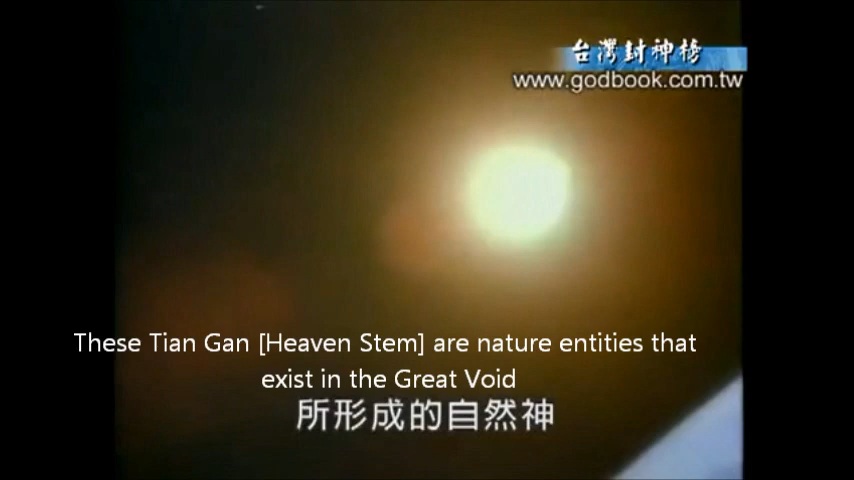 台灣封神榜
www.godbook.com.tw
These Tian Gan [Heaven Stem] are nature entities that
exist in the Great Void
所形成的自然神